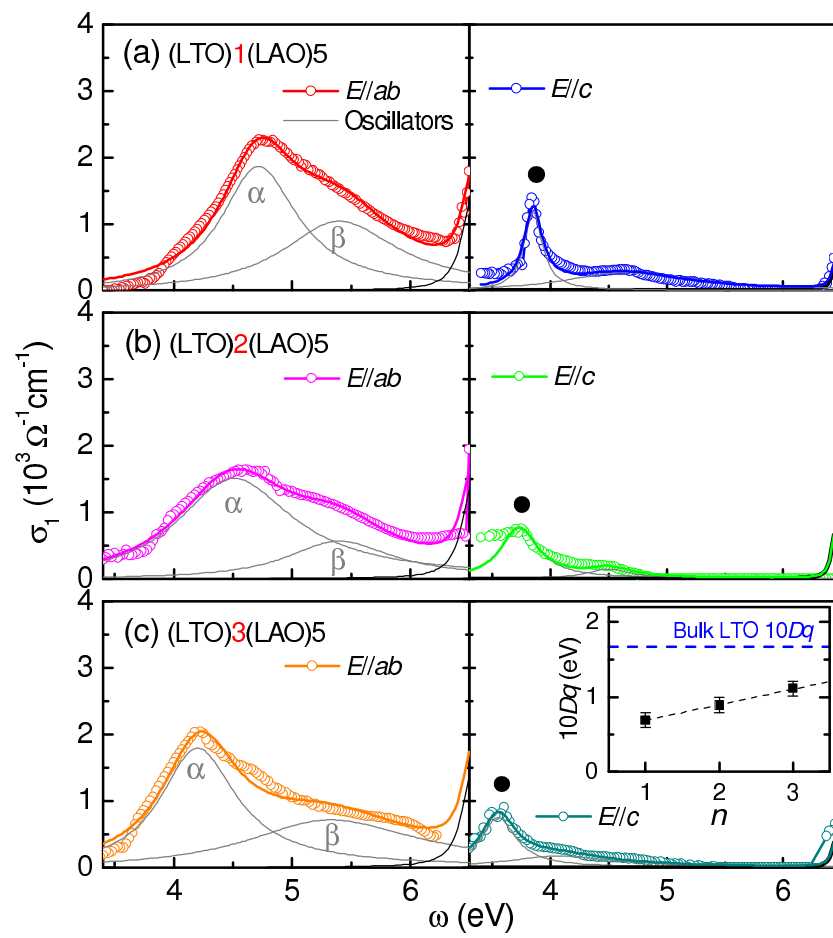 (a) (LTO)1(LAO)5
E//ab
Oscillators
α
β
E//c
4
3
2
1
0
(b) (LTO)2(LAO)5
E//ab
α
β
E//c
4
3
2
1
0
σ₁ (10³ Ω⁻¹cm⁻¹)
(c) (LTO)3(LAO)5
E//ab
α
β
4
3
2
1
0
Bulk LTO 10Dq
10Dq (eV)
2
1
0
1 2 3
n
E//c
4 5 6 4 5 6
ω (eV)